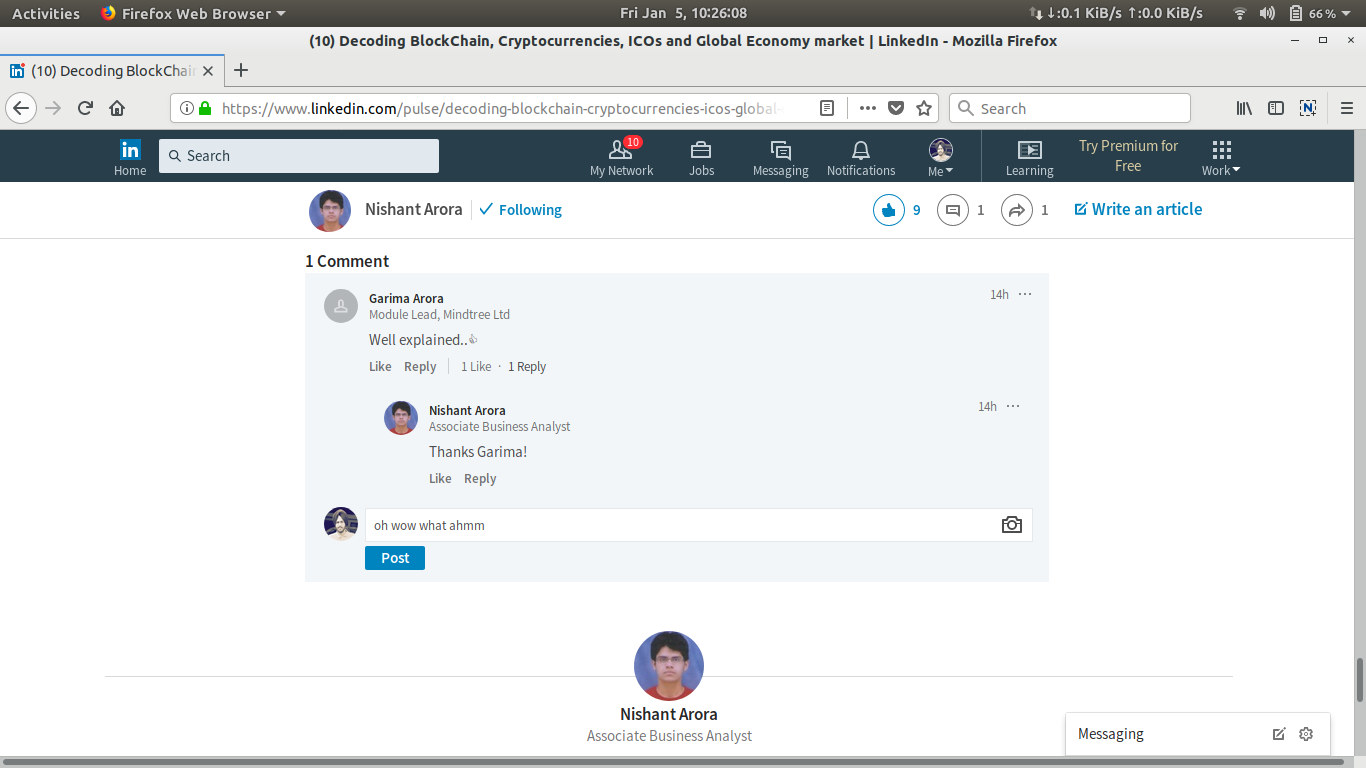 Activities Firefox Web Browser Fri Jan 5, 10:26:08 ↓:0.1 KiB/s ↑:0.0 KiB/s 66%
(10) Decoding BlockChain, Cryptocurrencies, ICOs and Global Economy market | LinkedIn - Mozilla Firefox
(10) Decoding BlockChain
https://www.linkedin.com/pulse/decoding-blockchain-cryptocurrencies-icos-global- Search
in Search 10 Try Premium for
Home My Network Jobs Messaging Notifications Me Learning Free Work
Nishant Arora Following 9 1 1 Write an article
1 Comment
Garima Arora 14h ...
Module Lead, Mindtree Ltd
Well explained..👍
Like Reply 1 Like · 1 Reply
Nishant Arora 14h ...
Associate Business Analyst
Thanks Garima!
Like Reply
oh wow what ahmm
Post
Nishant Arora
Associate Business Analyst
Messaging